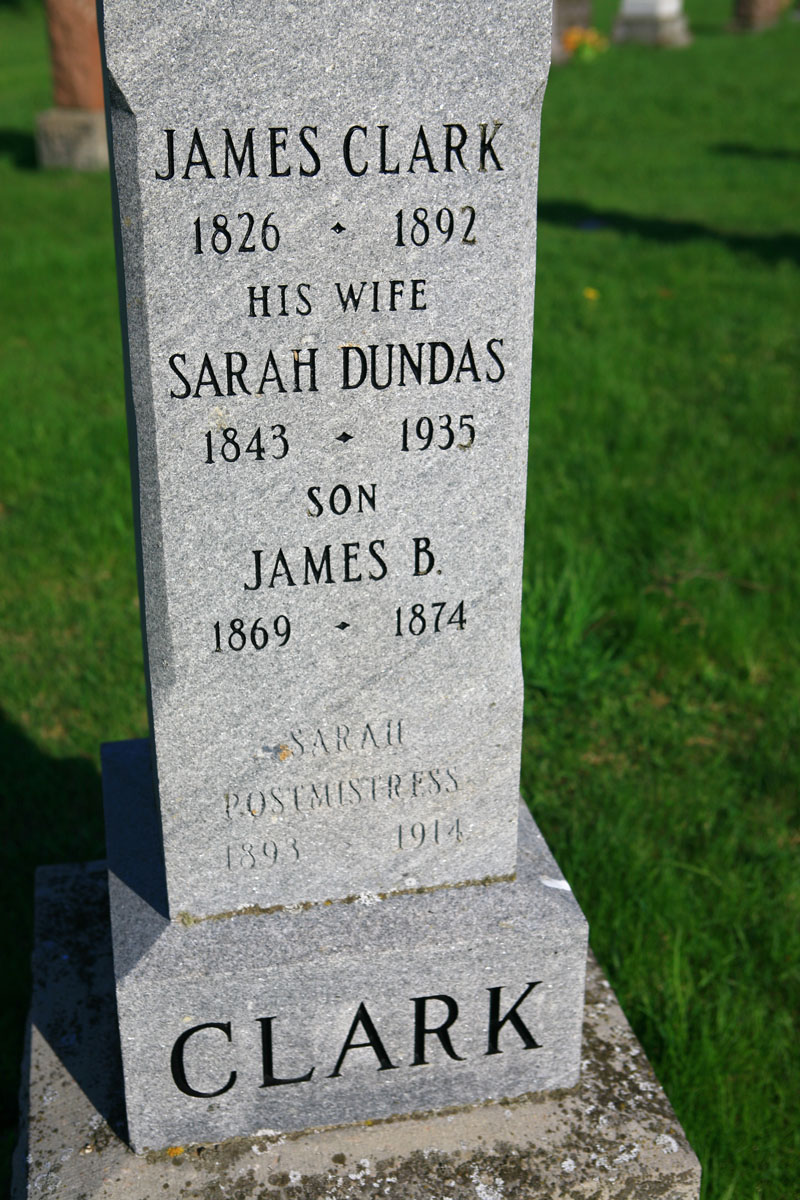 JAMES CLARK
1826 ♦ 1892
HIS WIFE
SARAH DUNDAS
1843 ♦ 1935
SON
JAMES B.
1869 ♦ 1874
SARAH
POSTMISTRESS
1893 1914
CLARK